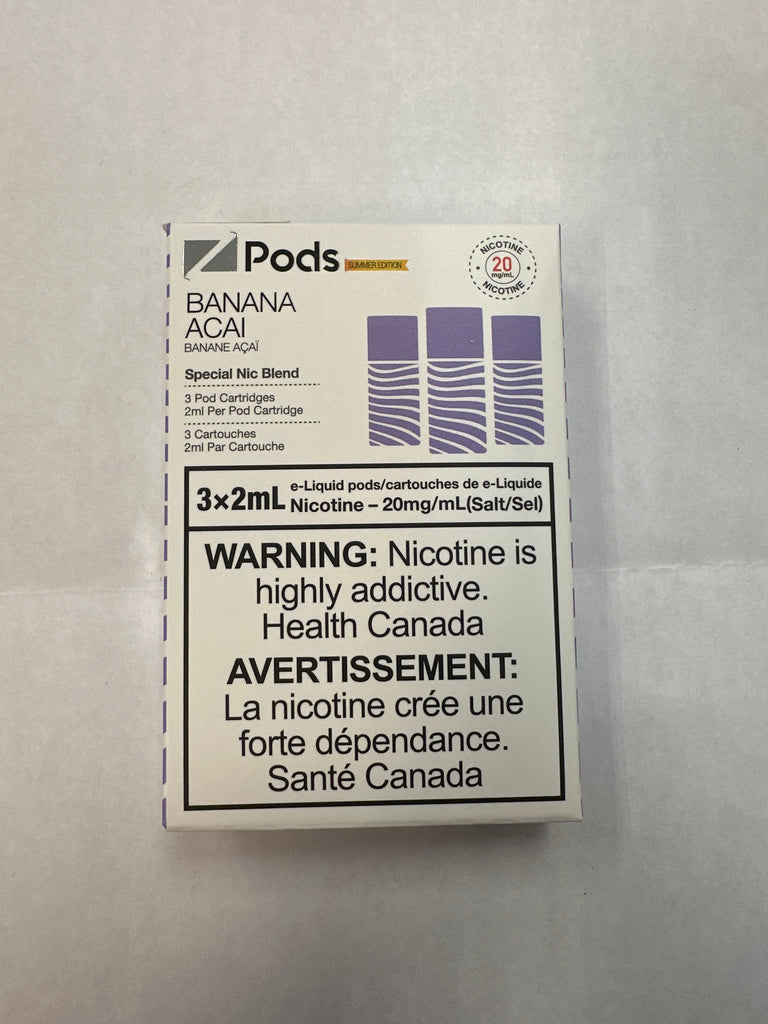 Z Pods SUMMER EDITION
NICOTINE
20
mg/mL
NICOTINE
BANANA
ACAI
BANANE AÇAÏ
Special Nic Blend
3 Pod Cartridges
2ml Per Pod Cartridge
3 Cartouches
2ml Par Cartouche
3×2mL e-Liquid pods/cartouches de e-Liquide
Nicotine – 20mg/mL(Salt/Sel)
WARNING: Nicotine is
highly addictive.
Health Canada
AVERTISSEMENT:
La nicotine crée une
forte dépendance.
Santé Canada